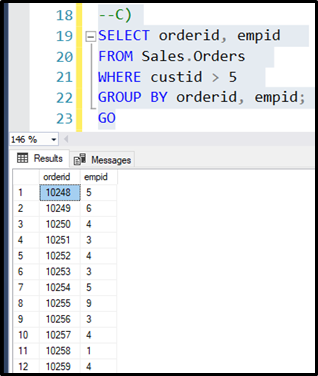 18 --C)
19 SELECT orderid, empid
20 FROM Sales.Orders
21 WHERE custid > 5
22 GROUP BY orderid, empid;
23 GO
146 %
Results Messages
orderid empid
1 10248 5
2 10249 6
3 10250 4
4 10251 3
5 10252 4
6 10253 3
7 10254 5
8 10255 9
9 10256 3
10 10257 4
11 10258 1
12 10259 4